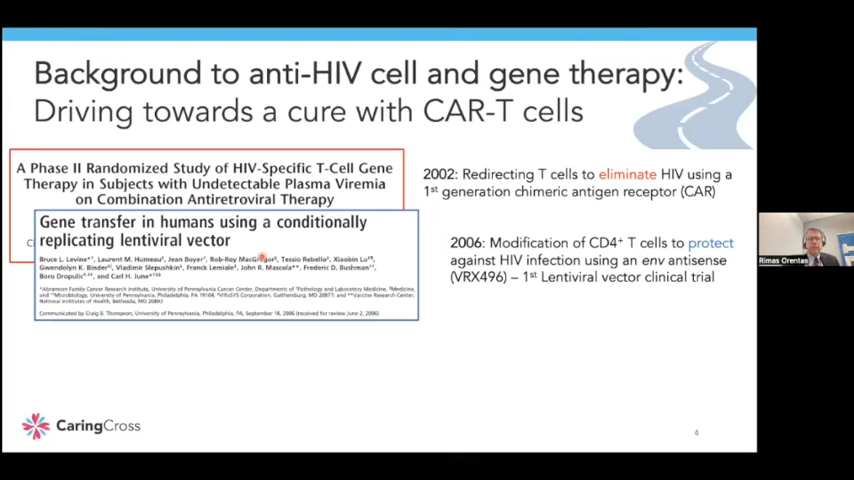 Background to anti-HIV cell and gene therapy:
Driving towards a cure with CAR-T cells
A Phase II Randomized Study of HIV-Specific T-Cell Gene
Therapy in Subjects with Undetectable Plasma Viremia
on Combination Antiretroviral Therapy
C
Gene transfer in humans using a conditionally
replicating lentiviral vector
Bruce L. Levine, Laurent M. Humeau, Jean Boyer, Rob-Roy MacGregor, Tessio Rebello, Xiaobin Lu
Gwendolyn K. Binder, Vladimir Slepushkin, Franck Lemiale, John R. Mascola, Frederic D. Bushman
Boro Dropulic, and Carl H. June
Abramson Family Cancer Research Institute, University of Pennsylvania Cancer Center, Departments of Pathology and Laboratory Medicine, Medicine,
and Microbiology, University of Pennsylvania, Philadelphia, PA 19104; VIRxSYS Corporation, Gaithersburg, MD 20877; and Vaccine Research Center,
National Institutes of Health, Bethesda, MD 20892
Communicated by Craig B. Thompson, University of Pennsylvania, Philadelphia, PA, September 18, 2006 (received for review June 2, 2006)
2002: Redirecting T cells to eliminate HIV using a
1st generation chimeric antigen receptor (CAR)
2006: Modification of CD4+ T cells to protect
against HIV infection using an env antisense
(VRX496) – 1st Lentiviral vector clinical trial
Rimas Orentas
CaringCross
4